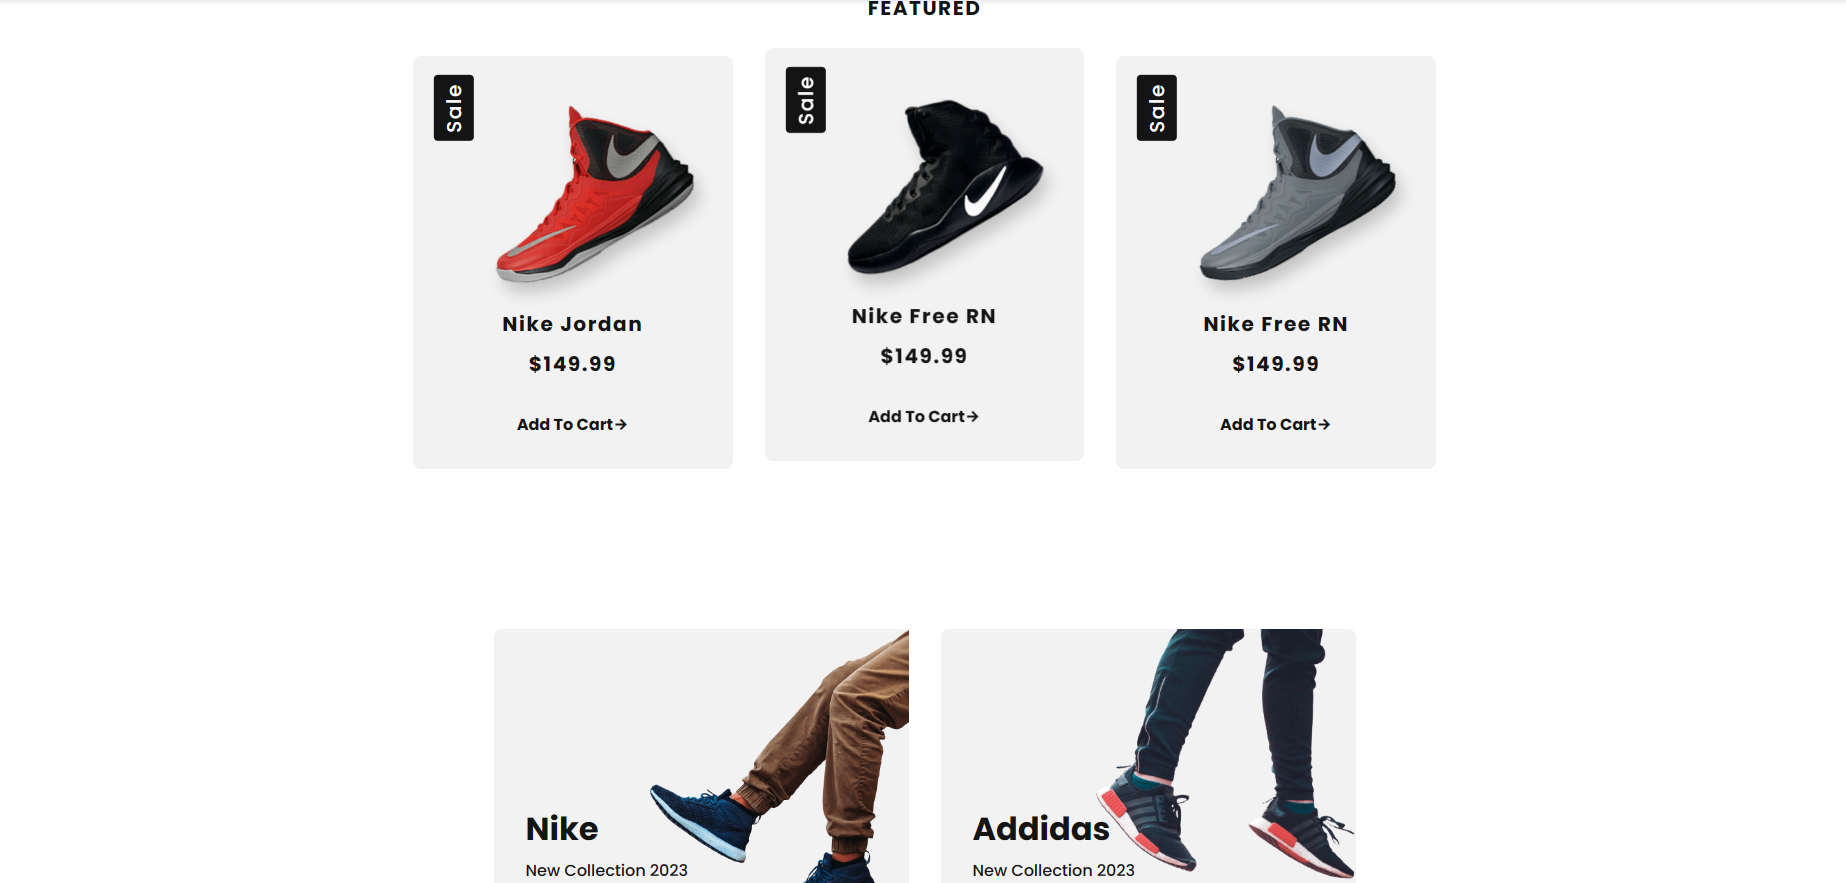 FEATURED
Sale
Nike Jordan
$149.99
Add To Cart→
Sale
Nike Free RN
$149.99
Add To Cart→
Sale
Nike Free RN
$149.99
Add To Cart→
Nike
New Collection 2023
Addidas
New Collection 2023